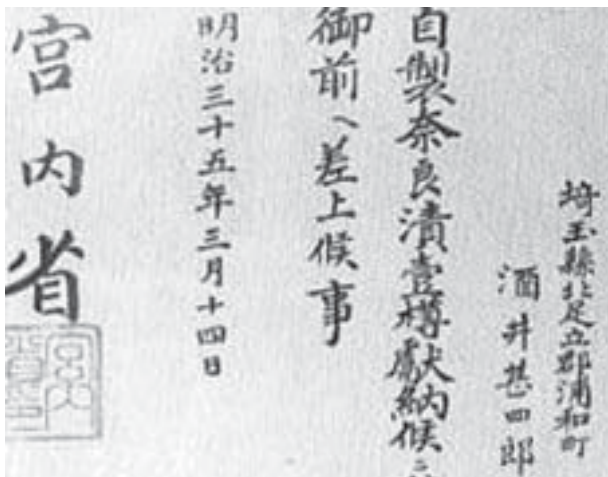 埼玉縣北足立郡浦和町
酒井甚四郎
自製奈良漬壹樽獻納候ニ
御前へ差上候事
明治三十五年三月十四日
宮内省